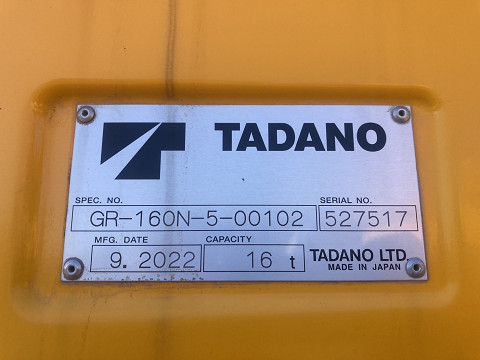 TADANO
SPEC. NO. SERIAL NO.
GR-160N-5-00102 527517
MFG. DATE CAPACITY
9. 2022 16 t TADANO LTD.
MADE IN JAPAN